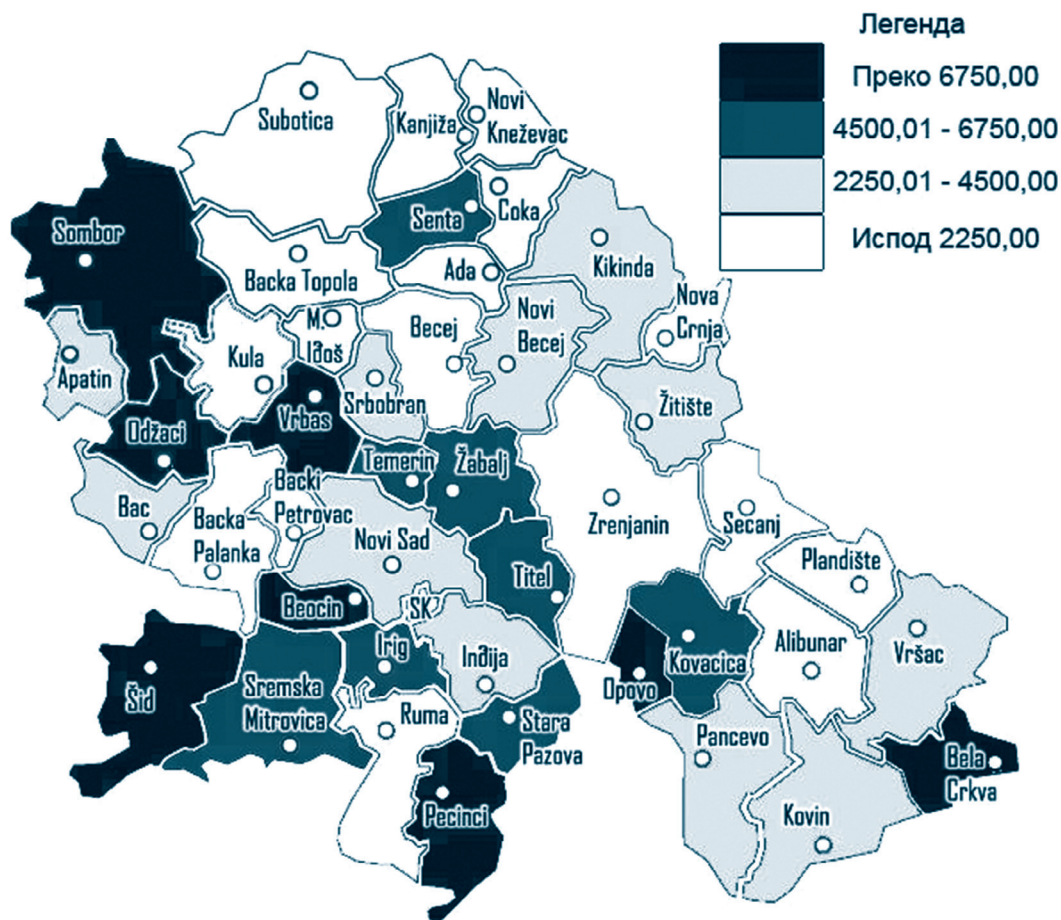 Легенда
Преко 6750,00
4500,01 - 6750,00
2250,01 - 4500,00
Испод 2250,00
Subotica
Kanjiža
Novi
Kneževac
Senta
Coka
Sombor
Backa Topola
Ada
Kikinda
Nova
Crnja
M.
Iđoš
Becej
Novi
Becej
Apatin
Kula
Srbobran
Žitište
Odžaci
Vrbas
Temerin
Žabalj
Bac
Backa
Palanka
Backi
Petrovac
Novi Sad
Zrenjanin
Secanj
Titel
Plandište
Beocin
SK
Šid
Sremska
Mitrovica
Irig
Inđija
Opovo
Kovacica
Alibunar
Vršac
Ruma
Stara
Pazova
Pancevo
Pecinci
Kovin
Bela
Crkva